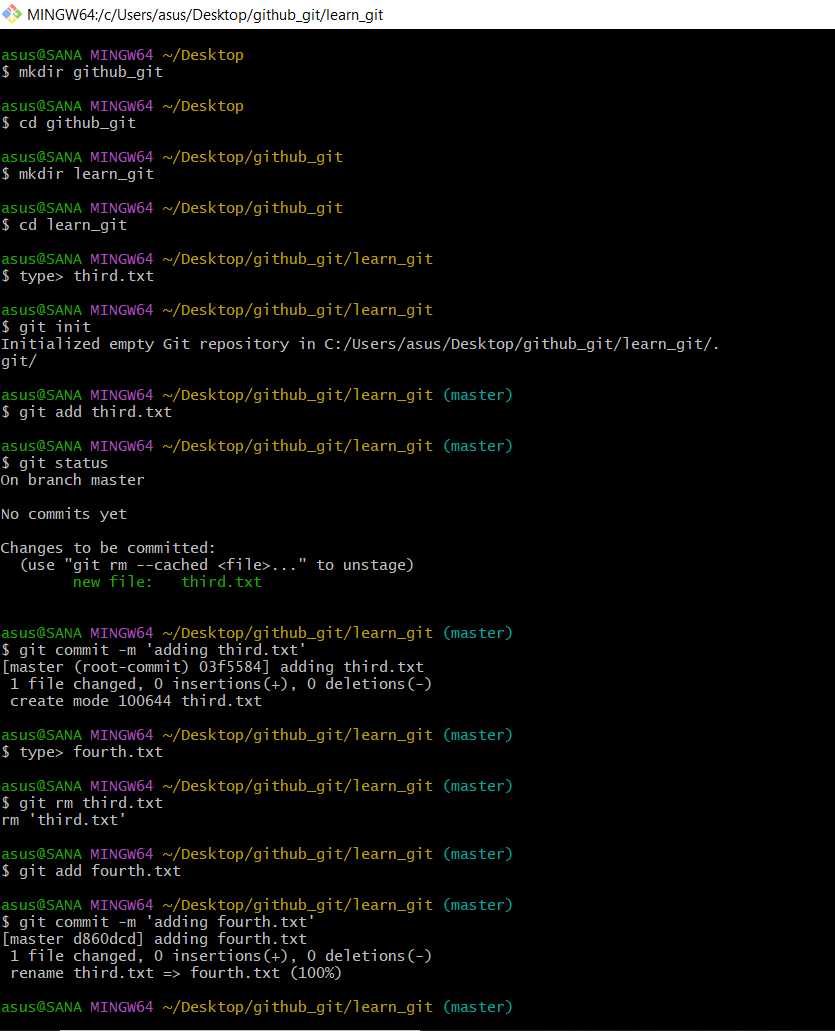 MINGW64:/c/Users/asus/Desktop/github_git/learn_git
asus@SANA MINGW64 ~/Desktop
$ mkdir github_git
asus@SANA MINGW64 ~/Desktop
$ cd github_git
asus@SANA MINGW64 ~/Desktop/github_git
$ mkdir learn_git
asus@SANA MINGW64 ~/Desktop/github_git
$ cd learn_git
asus@SANA MINGW64 ~/Desktop/github_git/learn_git
$ type> third.txt
asus@SANA MINGW64 ~/Desktop/github_git/learn_git
$ git init
Initialized empty Git repository in C:/Users/asus/Desktop/github_git/learn_git/.
git/
asus@SANA MINGW64 ~/Desktop/github_git/learn_git (master)
$ git add third.txt
asus@SANA MINGW64 ~/Desktop/github_git/learn_git (master)
$ git status
On branch master
No commits yet
Changes to be committed:
  (use "git rm --cached <file>..." to unstage)
        new file:   third.txt
asus@SANA MINGW64 ~/Desktop/github_git/learn_git (master)
$ git commit -m 'adding third.txt'
[master (root-commit) 03f5584] adding third.txt
 1 file changed, 0 insertions(+), 0 deletions(-)
 create mode 100644 third.txt
asus@SANA MINGW64 ~/Desktop/github_git/learn_git (master)
$ type> fourth.txt
asus@SANA MINGW64 ~/Desktop/github_git/learn_git (master)
$ git rm third.txt
rm 'third.txt'
asus@SANA MINGW64 ~/Desktop/github_git/learn_git (master)
$ git add fourth.txt
asus@SANA MINGW64 ~/Desktop/github_git/learn_git (master)
$ git commit -m 'adding fourth.txt'
[master d860dcd] adding fourth.txt
 1 file changed, 0 insertions(+), 0 deletions(-)
 rename third.txt => fourth.txt (100%)
asus@SANA MINGW64 ~/Desktop/github_git/learn_git (master)